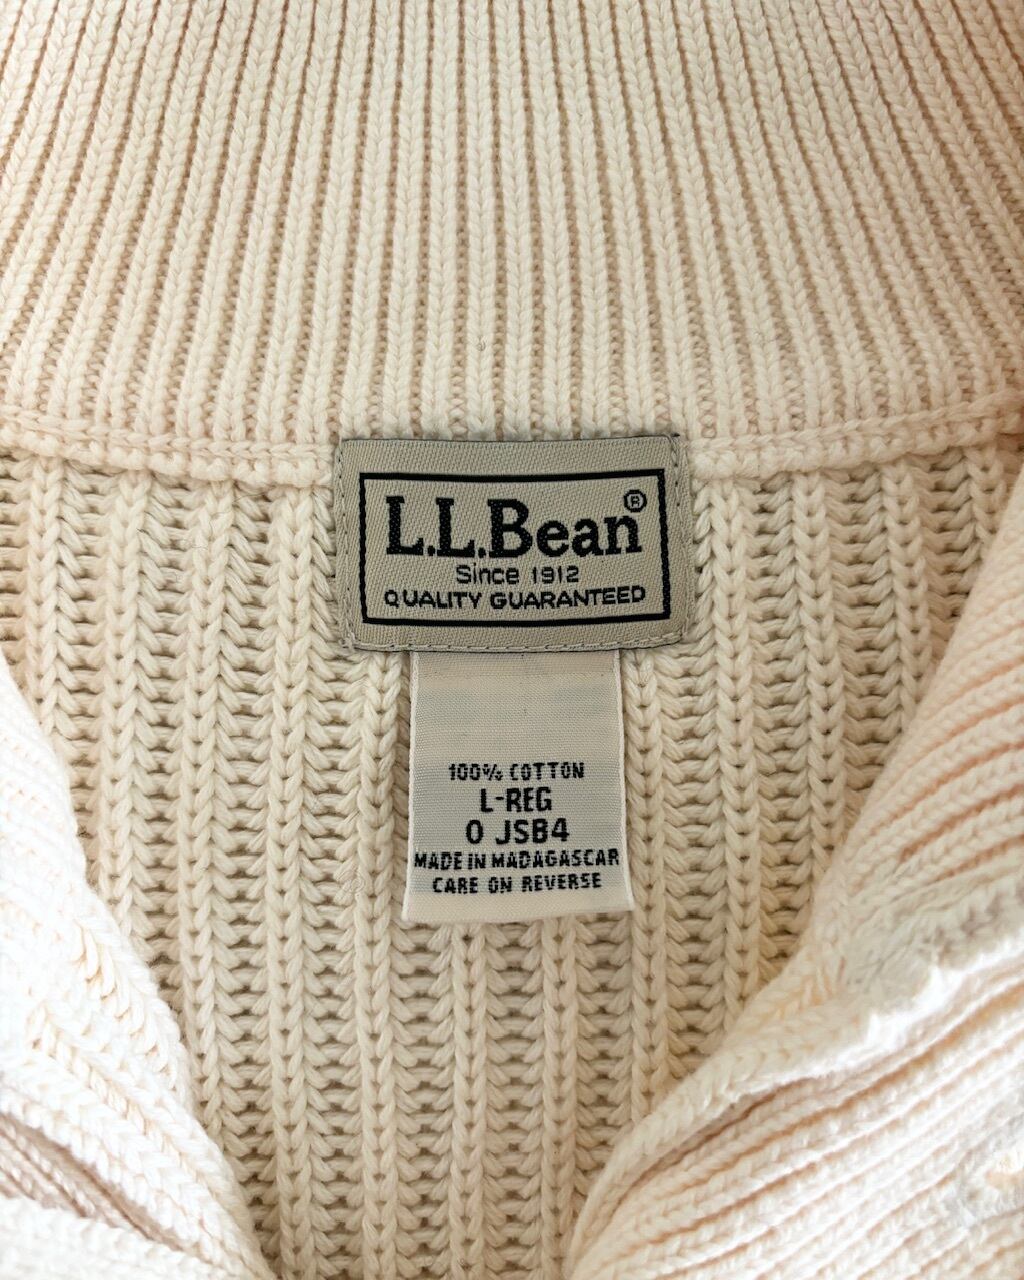 L.L.Bean®
Since 1912
QUALITY GUARANTEED
100% COTTON
L-REG
0 JSB4
MADE IN MADAGASCAR
CARE ON REVERSE